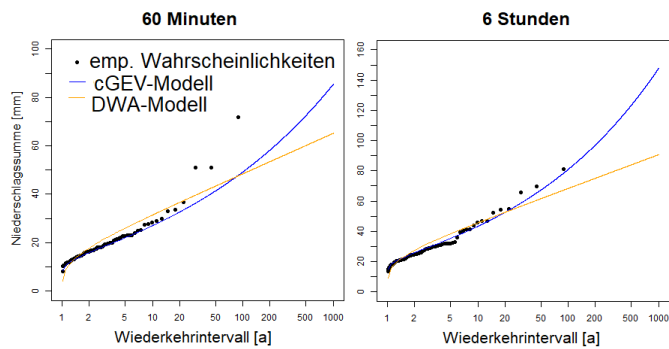 60 Minuten
6 Stunden
emp. Wahrscheinlichkeiten
cGEV-Modell
DWA-Modell
Niederschlagssumme [mm]
0 20 40 60 80 100
1 2 5 10 20 50 100 200 1000
Wiederkehrintervall [a]
0 20 40 60 80 100 120 140 160
1 2 5 10 20 50 100 200 1000
Wiederkehrintervall [a]